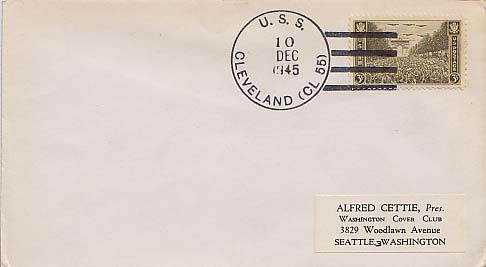 U. S. S.
10
DEC
1945
CLEVELAND (CL 55)
ALFRED CETTIE, Pres.
WASHINGTON COVER CLUB
3829 Woodlawn Avenue
SEATTLE 3 WASHINGTON